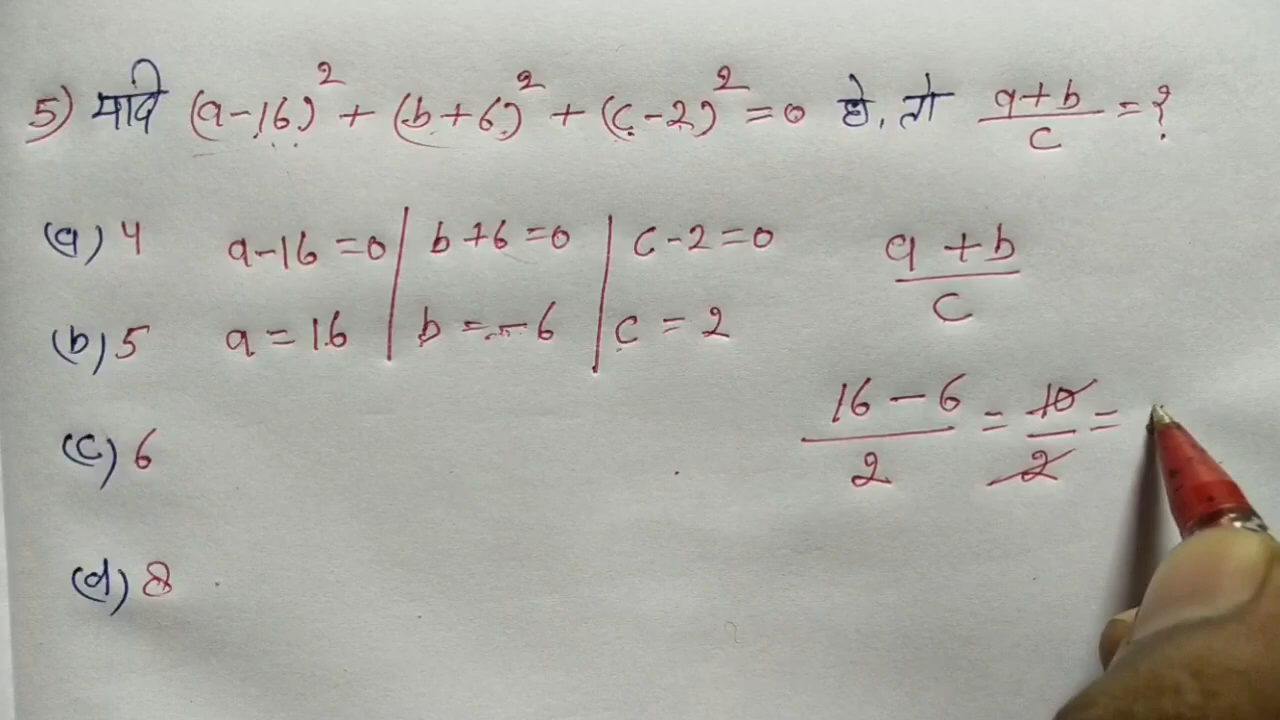 5) यदि (a-16)² + (b+6)² + (c-2)² = 0 है, तो (a+b)/c = ?
(a) 4 a-16 = 0 | b+6 = 0 | c-2 = 0 (a+b)/c
(b) 5 a = 16 | b = -6 | c = 2
(16-6)/2 = 10/2 =
(c) 6
(d) 8